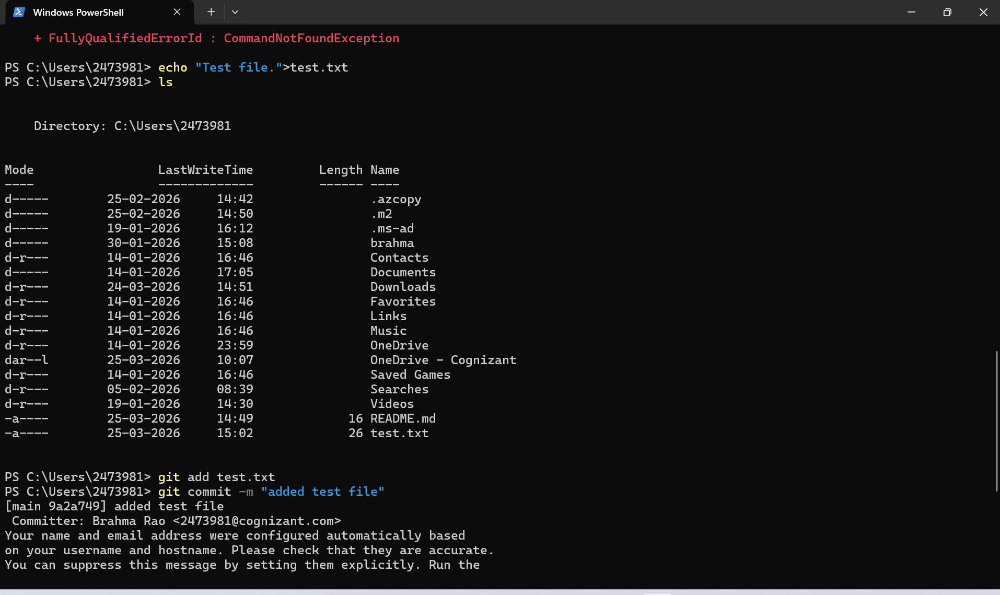 Windows PowerShell
    + FullyQualifiedErrorId : CommandNotFoundException
PS C:\Users\2473981> echo "Test file.">test.txt
PS C:\Users\2473981> ls
    Directory: C:\Users\2473981
Mode                 LastWriteTime         Length Name
----                 -------------         ------ ----
d-----        25-02-2026     14:42                .azcopy
d-----        25-02-2026     14:50                .m2
d-----        19-01-2026     16:12                .ms-ad
d-----        30-01-2026     15:08                brahma
d-r---        14-01-2026     16:46                Contacts
d-----        14-01-2026     17:05                Documents
d-r---        24-03-2026     14:51                Downloads
d-r---        14-01-2026     16:46                Favorites
d-r---        14-01-2026     16:46                Links
d-r---        14-01-2026     16:46                Music
d-r---        14-01-2026     23:59                OneDrive
dar--l        25-03-2026     10:07                OneDrive - Cognizant
d-r---        14-01-2026     16:46                Saved Games
d-r---        05-02-2026     08:39                Searches
d-r---        19-01-2026     14:30                Videos
-a----        25-03-2026     14:49             16 README.md
-a----        25-03-2026     15:02             26 test.txt
PS C:\Users\2473981> git add test.txt
PS C:\Users\2473981> git commit -m "added test file"
[main 9a2a749] added test file
 Committer: Brahma Rao <2473981@cognizant.com>
Your name and email address were configured automatically based
on your username and hostname. Please check that they are accurate.
You can suppress this message by setting them explicitly. Run the